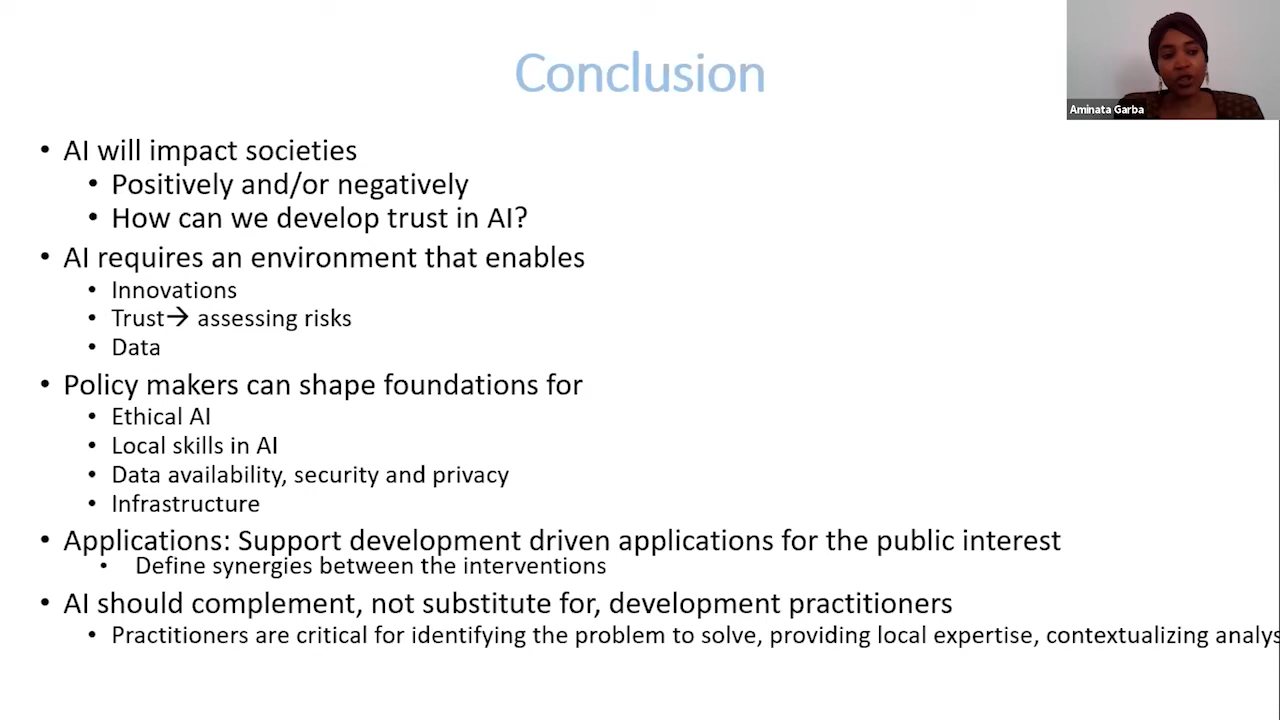 Conclusion
Aminata Garba
• AI will impact societies
• Positively and/or negatively
• How can we develop trust in AI?
• AI requires an environment that enables
• Innovations
• Trust→ assessing risks
• Data
• Policy makers can shape foundations for
• Ethical AI
• Local skills in AI
• Data availability, security and privacy
• Infrastructure
• Applications: Support development driven applications for the public interest
• Define synergies between the interventions
• AI should complement, not substitute for, development practitioners
• Practitioners are critical for identifying the problem to solve, providing local expertise, contextualizing